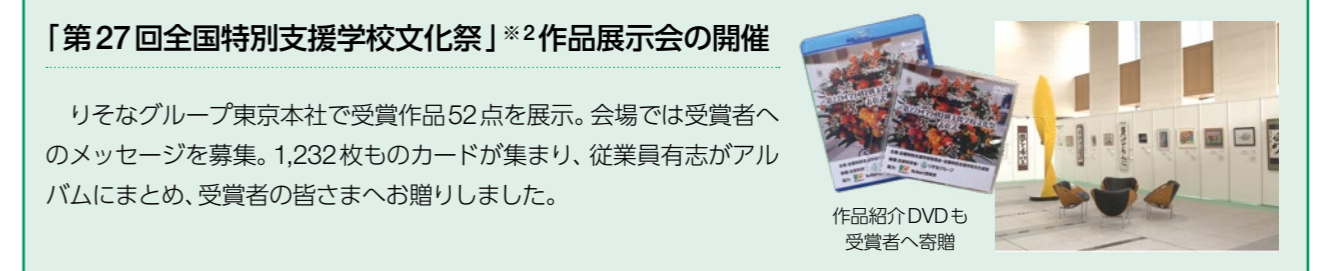 「第27回全国特別支援学校文化祭」※2作品展示会の開催
りそなグループ東京本社で受賞作品52点を展示。会場では受賞者へ
のメッセージを募集。1,232枚ものカードが集まり、従業員有志がアル
バムにまとめ、受賞者の皆さまへお贈りしました。
作品紹介DVDも
受賞者へ寄贈